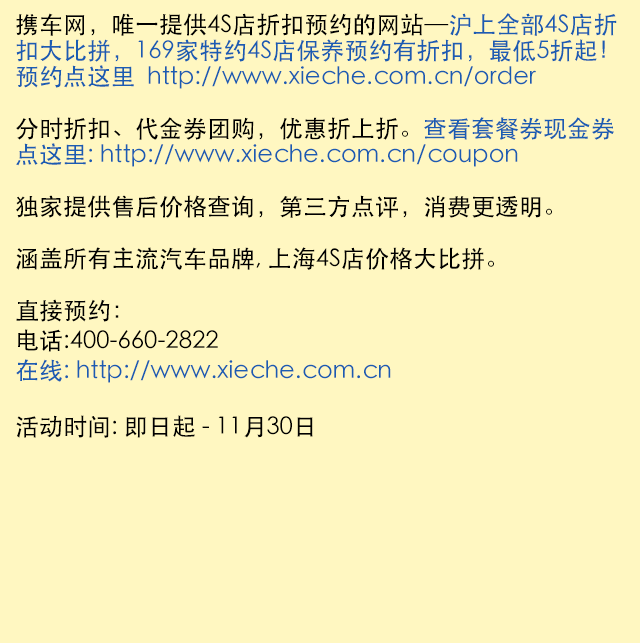 携车网，唯一提供4S店折扣预约的网站—沪上全部4S店折
扣大比拼，169家特约4S店保养预约有折扣，最低5折起！
预约点这里 http://www.xieche.com.cn/order
分时折扣、代金券团购，优惠折上折。查看套餐券现金券
点这里: http://www.xieche.com.cn/coupon
独家提供售后价格查询，第三方点评，消费更透明。
涵盖所有主流汽车品牌, 上海4S店价格大比拼。
直接预约：
电话:400-660-2822
在线: http://www.xieche.com.cn
活动时间: 即日起 - 11月30日